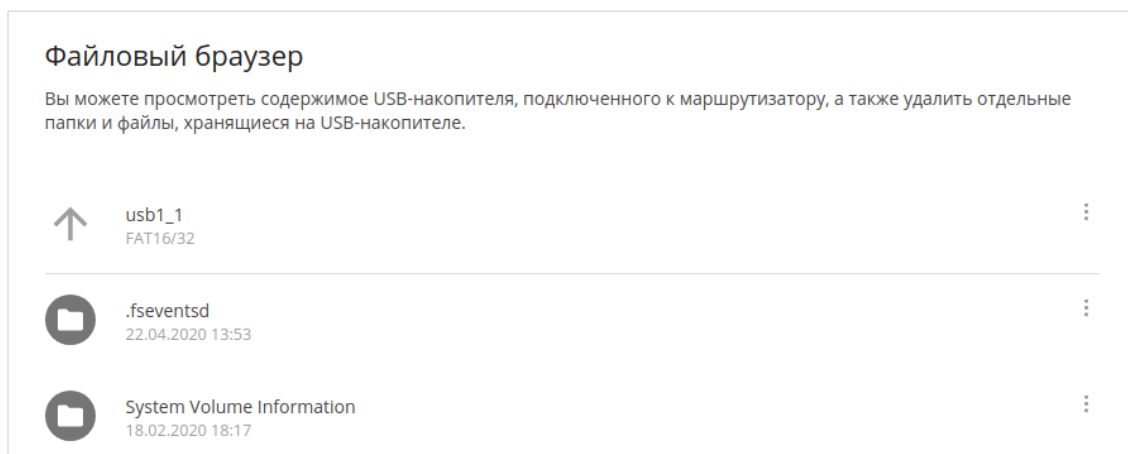 Файловый браузер
Вы можете просмотреть содержимое USB-накопителя, подключенного к маршрутизатору, а также удалить отдельные
папки и файлы, хранящиеся на USB-накопителе.
usb1_1
FAT16/32
.fseventsd
22.04.2020 13:53
System Volume Information
18.02.2020 18:17